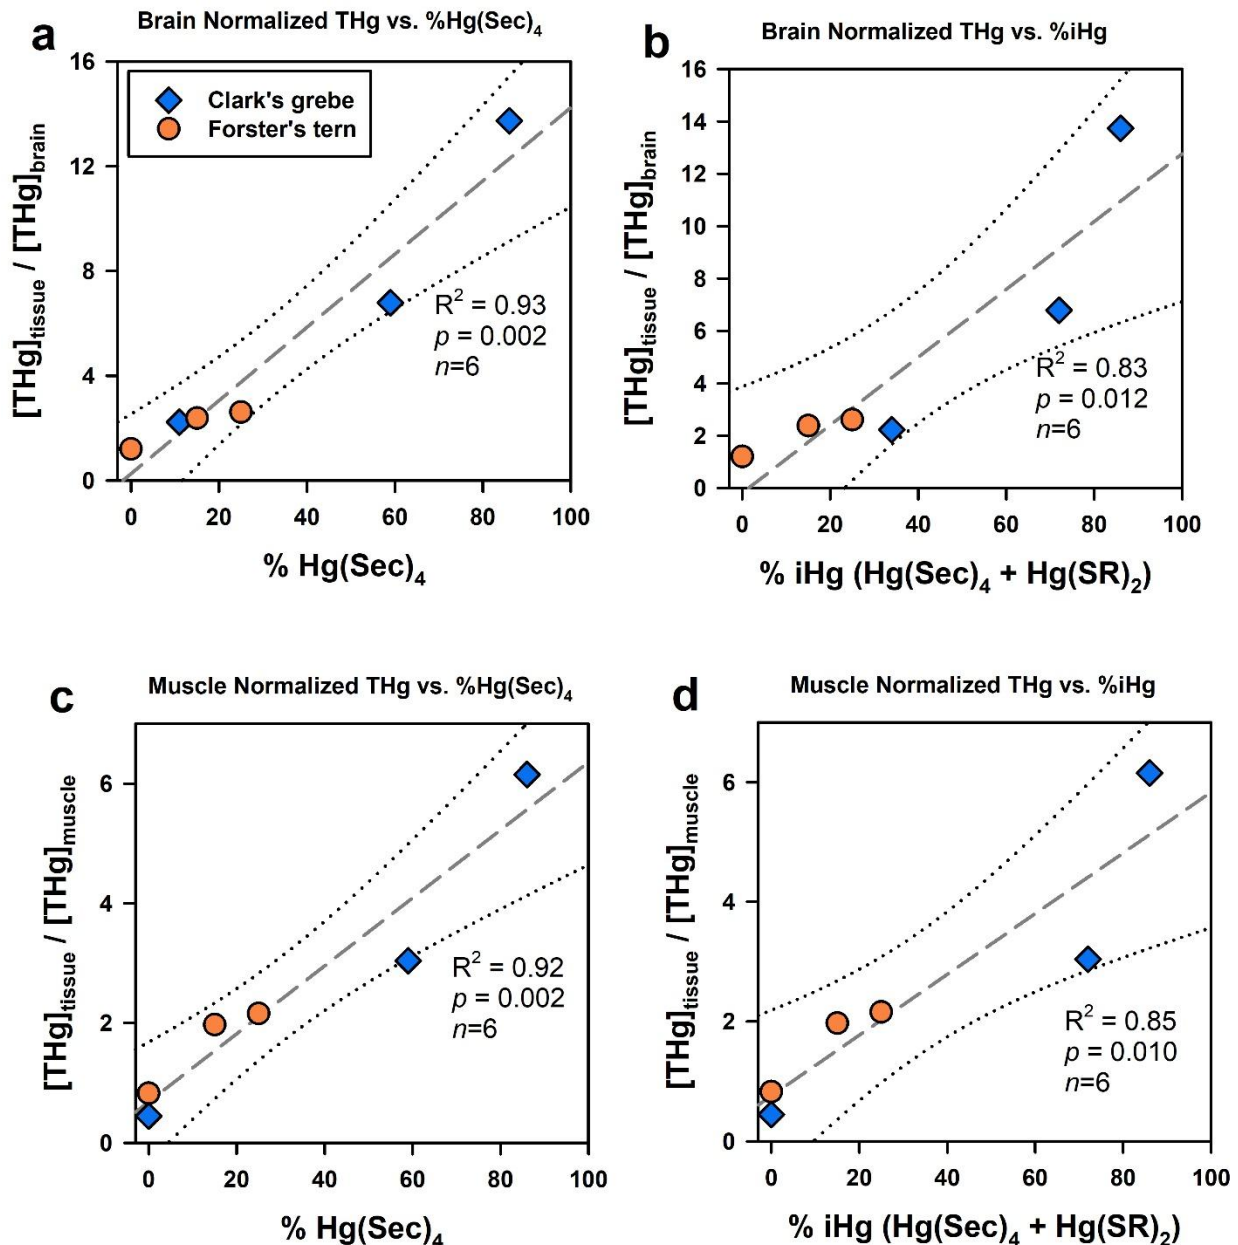 a
Brain Normalized THg vs. %Hg(Sec)₄
16
12
8
4
0
[THg]tissue / [THg]brain
Clark's grebe
Forster's tern
R² = 0.93
p = 0.002
n=6
0 20 40 60 80 100
% Hg(Sec)₄
b
Brain Normalized THg vs. %iHg
16
14
12
10
8
6
4
2
0
[THg]tissue / [THg]brain
R² = 0.83
p = 0.012
n=6
0 20 40 60 80 100
% iHg (Hg(Sec)₄ + Hg(SR)₂)
c
Muscle Normalized THg vs. %Hg(Sec)₄
6
4
2
0
[THg]tissue / [THg]muscle
R² = 0.92
p = 0.002
n=6
0 20 40 60 80 100
% Hg(Sec)₄
d
Muscle Normalized THg vs. %iHg
6
4
2
0
[THg]tissue / [THg]muscle
R² = 0.85
p = 0.010
n=6
0 20 40 60 80 100
% iHg (Hg(Sec)₄ + Hg(SR)₂)